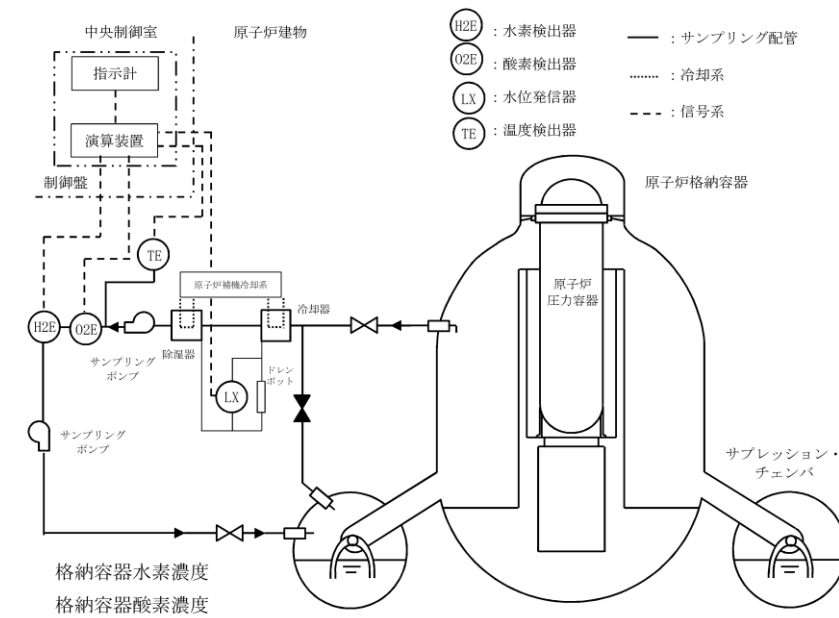 中央制御室
原子炉建物
指示計
演算装置
制御盤
H2E
：水素検出器
O2E
：酸素検出器
LX
：水位発信器
TE
：温度検出器
：サンプリング配管
：冷却系
：信号系
原子炉格納容器
原子炉
圧力容器
TE
原子炉補機冷却系
冷却器
H2E
O2E
サンプリング
ポンプ
除湿器
ドレン
ポット
LX
サンプリング
ポンプ
サプレッション・
チェンバ
格納容器水素濃度
格納容器酸素濃度